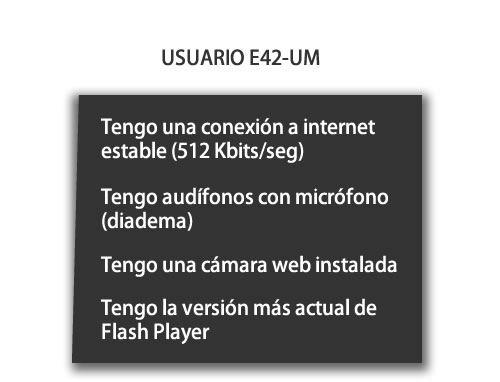 USUARIO E42-UM
Tengo una conexión a internet
estable (512 Kbits/seg)
Tengo audífonos con micrófono
(diadema)
Tengo una cámara web instalada
Tengo la versión más actual de
Flash Player